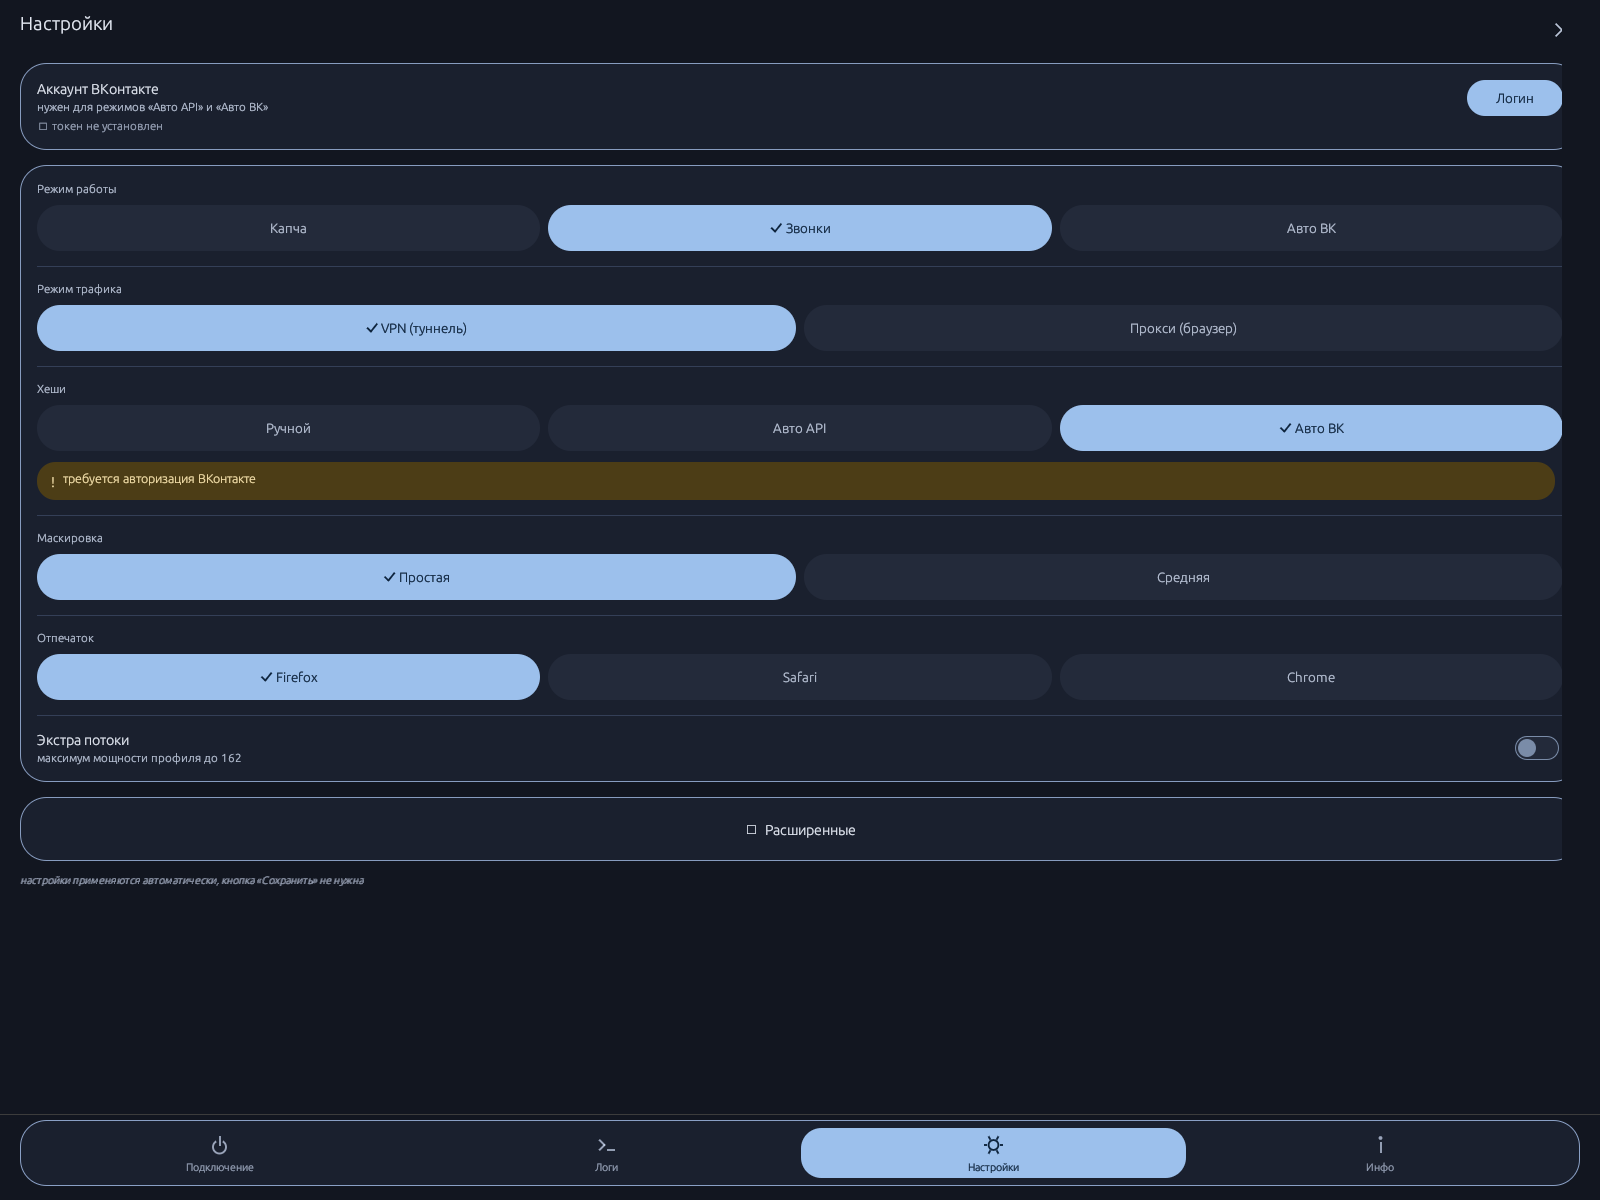 Настройки
Аккаунт ВКонтакте
нужен для режимов «Авто API» и «Авто ВК»
токен не установлен
Логин
Режим работы
Капча
Звонки
Авто ВК
Режим трафика
VPN (туннель)
Прокси (браузер)
Хеши
Ручной
Авто API
Авто ВК
! требуется авторизация ВКонтакте
Маскировка
Простая
Средняя
Отпечаток
Firefox
Safari
Chrome
Экстра потоки
максимум мощности профиля до 162
Расширенные
настройки применяются автоматически, кнопка «Сохранить» не нужна
Подключение
Логи
Настройки
Инфо